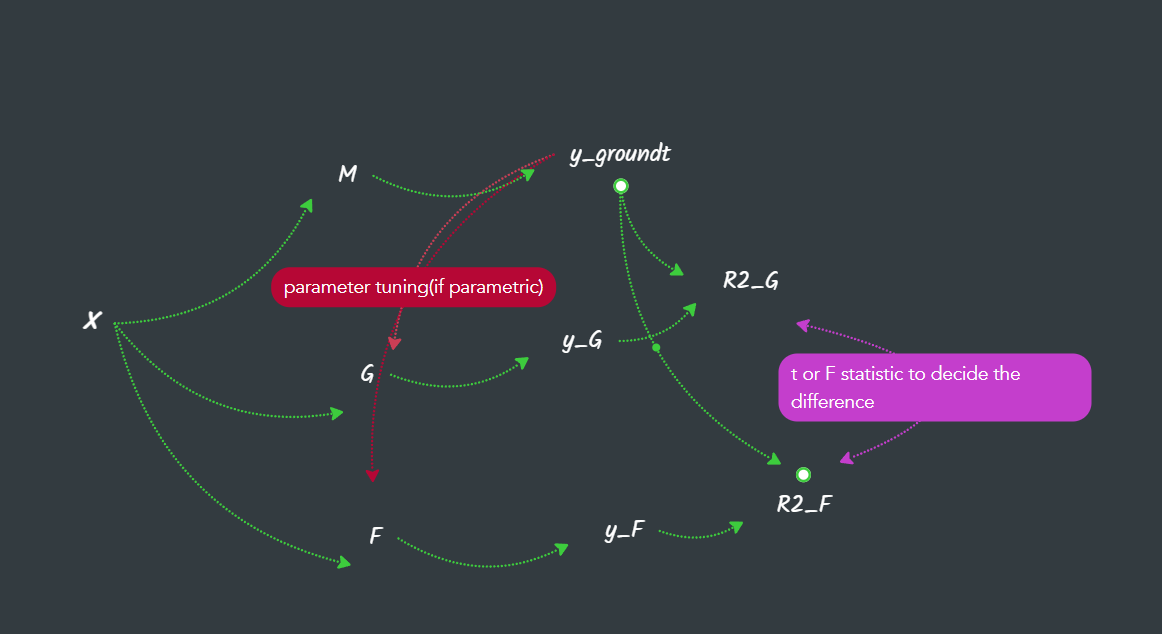 y_groundt
M
R2_G
parameter tuning(if parametric)
X
y_G
G
t or F statistic to decide the
difference
R2_F
y_F
F